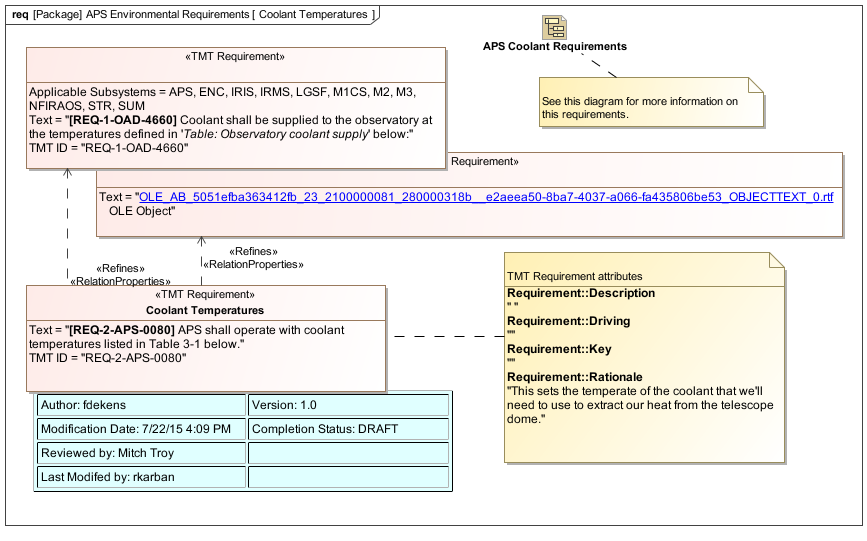 req [Package] APS Environmental Requirements [ Coolant Temperatures ]
APS Coolant Requirements
«TMT Requirement»
Applicable Subsystems = APS, ENC, IRIS, IRMS, LGSF, M1CS, M2, M3,
NFIRAOS, STR, SUM
Text = "[REQ-1-OAD-4660] Coolant shall be supplied to the observatory at
the temperatures defined in 'Table: Observatory coolant supply' below:"
TMT ID = "REQ-1-OAD-4660"
See this diagram for more information on
this requirements.
Requirement»
Text = "OLE_AB_5051efba363412fb_23_2100000081_280000318b__e2aeea50-8ba7-4037-a066-fa435806be53_OBJECTTEXT_0.rtf
OLE Object"
«Refines»
«RelationProperties»
«Refines»
«RelationProperties»
«TMT Requirement»
Coolant Temperatures
Text = "[REQ-2-APS-0080] APS shall operate with coolant
temperatures listed in Table 3-1 below."
TMT ID = "REQ-2-APS-0080"
TMT Requirement attributes
Requirement::Description
" "
Requirement::Driving
""
Requirement::Key
""
Requirement::Rationale
"This sets the temperate of the coolant that we'll
need to use to extract our heat from the telescope
dome."
Author: fdekens
Version: 1.0
Modification Date: 7/22/15 4:09 PM
Completion Status: DRAFT
Reviewed by: Mitch Troy
Last Modifed by: rkarban